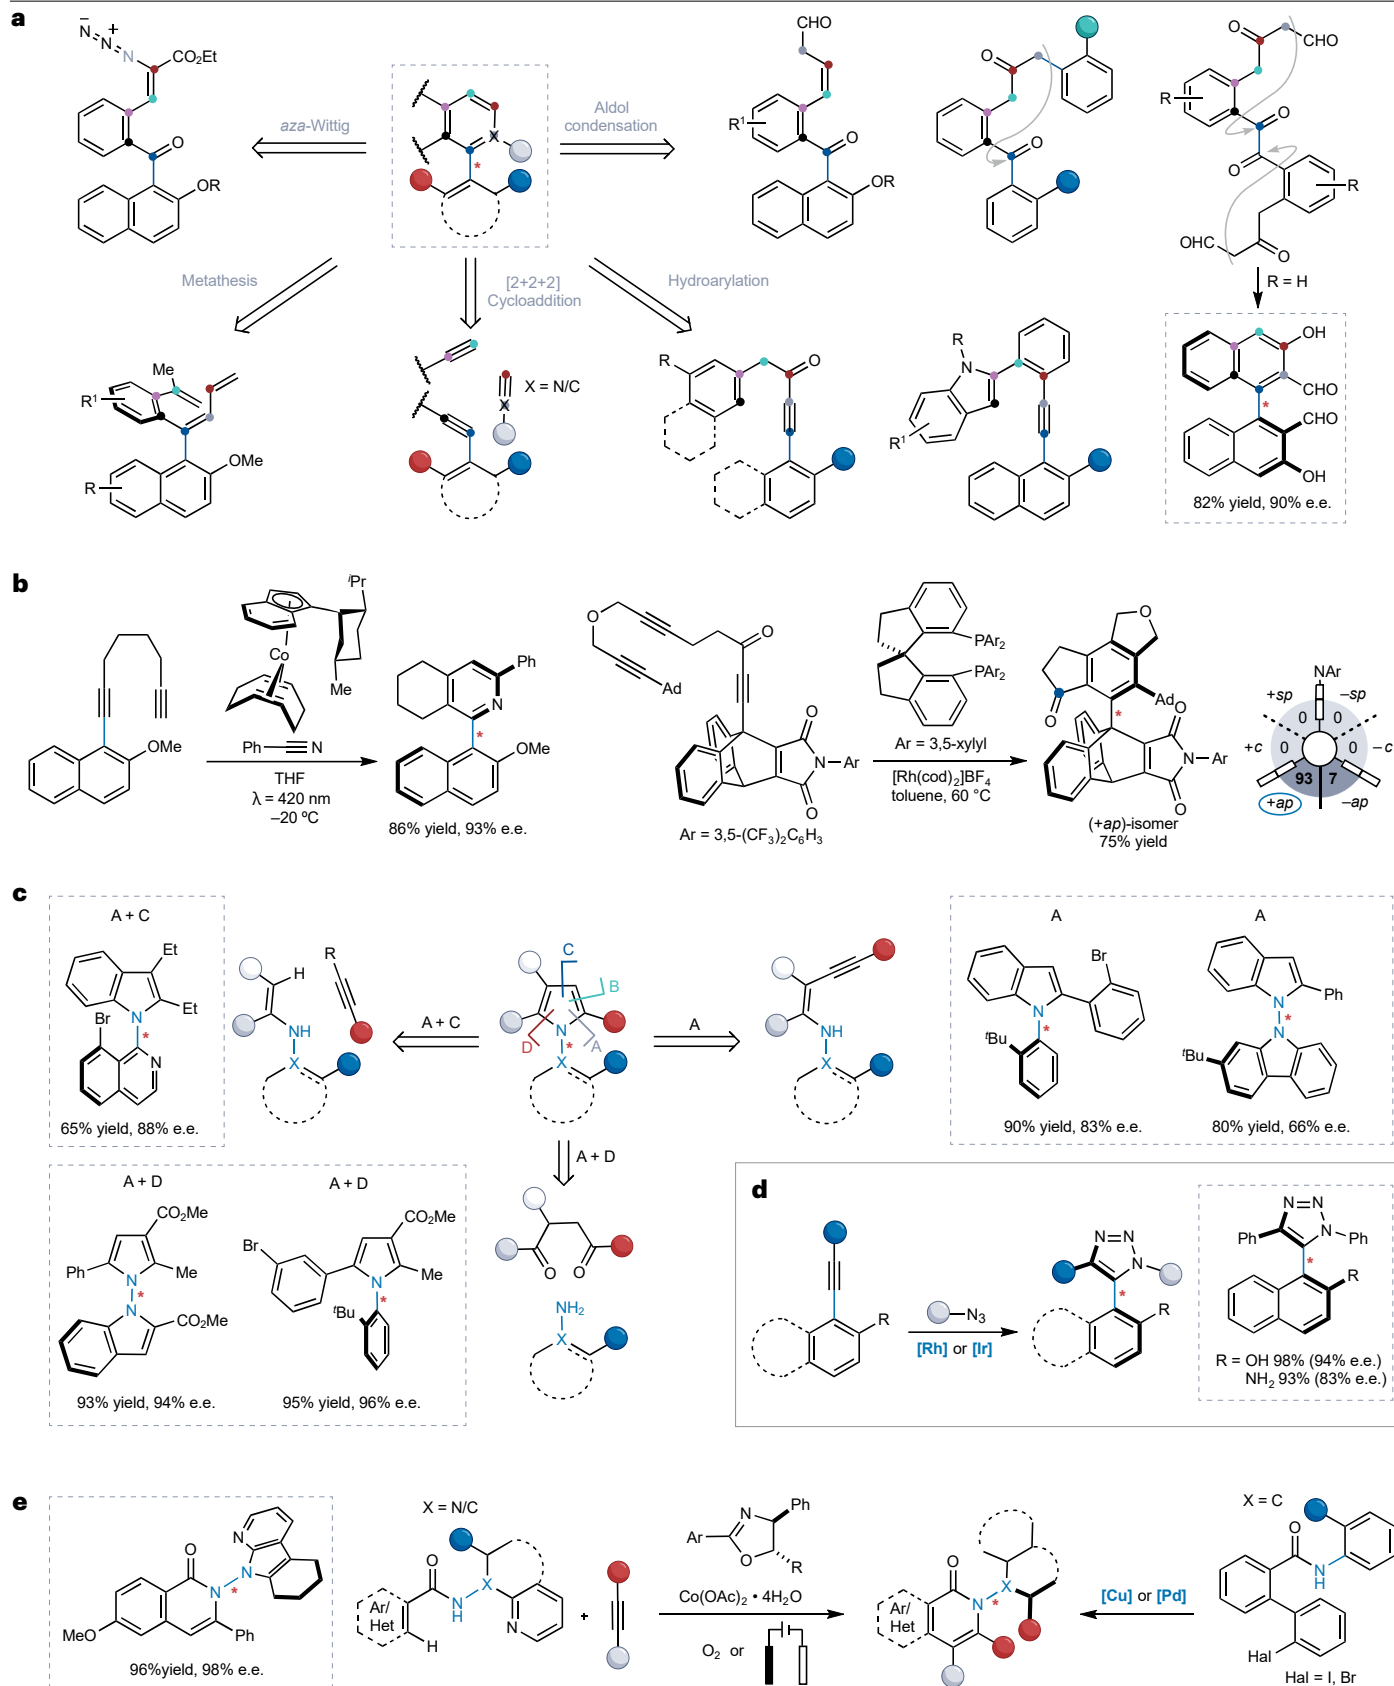 a
N
N
N
−
+
CO2Et
O
OR
aza-Wittig
X
*
Aldol
condensation
CHO
R1
O
OR
O
O
O
CHO
R
O
O
R
OHC
O
R = H
OH
CHO
*
CHO
OH
82% yield, 90% e.e.
Metathesis
[2+2+2]
Cycloaddition
Hydroarylation
Me
R1
R
OMe
X
X = N/C
R
O
R
N
R1
b
OMe
iPr
Co
Me
Ph
N
THF
λ = 420 nm
–20 ºC
Ph
N
*
OMe
86% yield, 93% e.e.
O
O
Ad
O
N
Ar
O
Ar = 3,5-(CF3)2C6H3
PAr2
PAr2
Ar = 3,5-xylyl
[Rh(cod)2]BF4
toluene, 60 °C
O
O
Ad
*
O
N
Ar
O
(+ap)-isomer
75% yield
NAr
+sp
–sp
0
0
+c
0
0
–c
93
7
+ap
–ap
c
A + C
Et
Et
N
Br
*
N
65% yield, 88% e.e.
H
R
NH
X
A + C
C
B
N
D
*
A
X
A
NH
X
A
Br
N
*
tBu
90% yield, 83% e.e.
A
Ph
N
*
N
tBu
80% yield, 66% e.e.
A + D
A + D
CO2Me
Ph
N
Me
*
N
CO2Me
93% yield, 94% e.e.
A + D
CO2Me
Br
N
Me
*
tBu
95% yield, 96% e.e.
O
O
NH2
X
d
R
N3
[Rh] or [Ir]
N
N
N
*
R
N
N
N
Ph
Ph
*
R
R = OH 98% (94% e.e.)
NH2 93% (83% e.e.)
e
N
O
N
N
*
MeO
Ph
96%yield, 98% e.e.
X = N/C
O
X
Ar/
Het
N
H
N
H
+
Ph
N
Ar
O
R
Co(OAc)2 • 4H2O
O2 or
O
X
Ar/
Het
N
*
[Cu] or [Pd]
X = C
O
N
H
Hal
Hal = I, Br